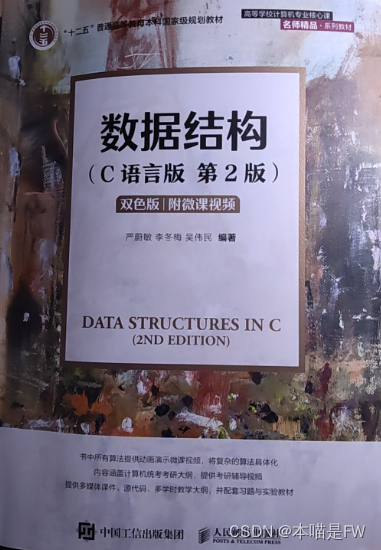 “十二五”普通高等教育本科国家级规划教材
高等学校计算机专业核心课
名师精品·系列教材
数据结构
（C 语言版 第 2 版）
双色版|附微课视频
严蔚敏 李冬梅 吴伟民 编著
DATA STRUCTURES IN C
(2ND EDITION)
书中所有算法提供动画演示微课视频，将复杂的算法具体化
内容涵盖计算机统考考研大纲，提供考研辅导视频
提供多媒体课件、源代码、多学时教学大纲，并配套习题与实验教材
中国工信出版集团
人民邮电出版社
POSTS & TELECOM PRESS
CSDN @本喵是FW